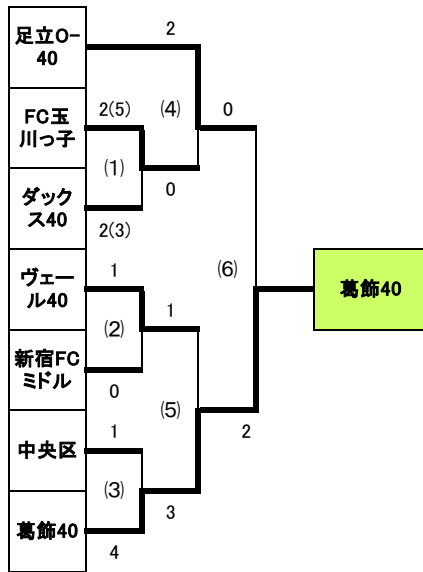 足立O-
40
2
FC玉
川っ子
2(5)
(4)
0
(1)
0
ダック
ス40
2(3)
ヴェー
ル40
1
(6)
葛飾40
(2)
1
新宿FC
ミドル
0
(5)
中央区
1
2
(3)
3
葛飾40
4